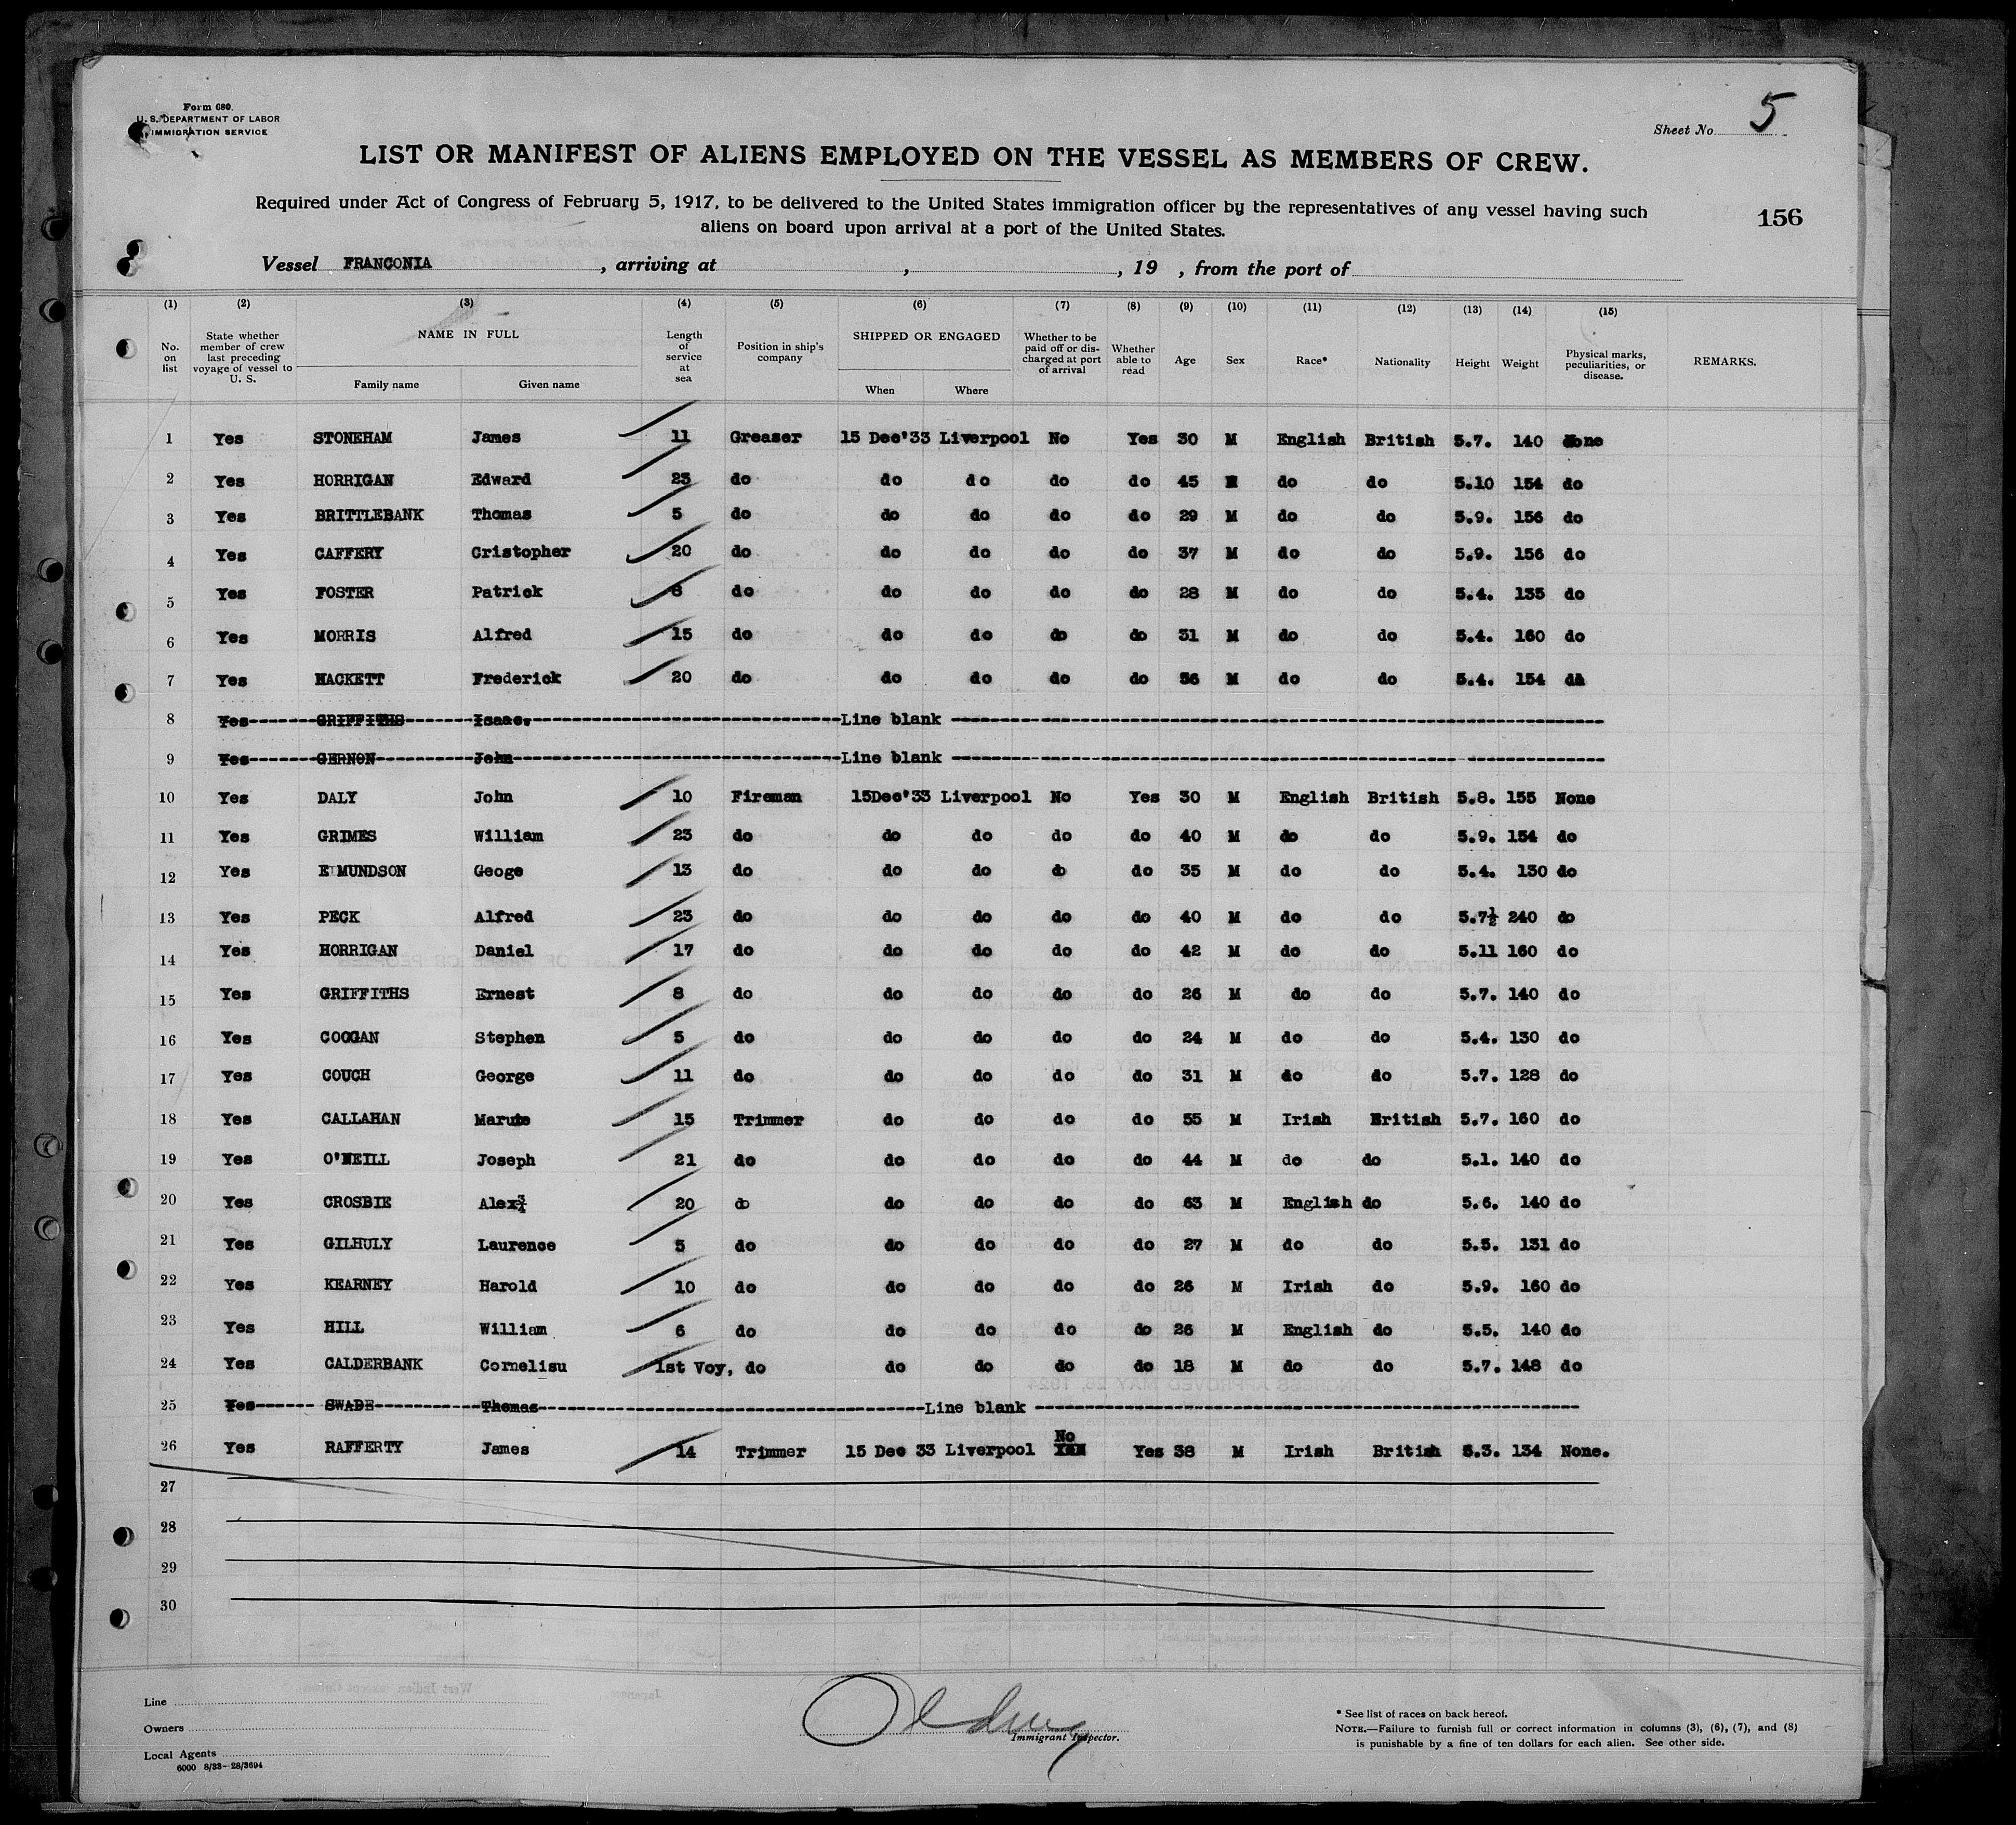 Form 680.
U. S. DEPARTMENT OF LABOR
IMMIGRATION SERVICE
Sheet No. 5
LIST OR MANIFEST OF ALIENS EMPLOYED ON THE VESSEL AS MEMBERS OF CREW.
Required under Act of Congress of February 5, 1917, to be delivered to the United States immigration officer by the representatives of any vessel having such
aliens on board upon arrival at a port of the United States.
156
Vessel FRANCONIA, arriving at , , 19 , from the port of
(1) (2) (3) (4) (5) (6) (7) (8) (9) (10) (11) (12) (13) (14) (15)
No. on list State whether member of crew last preceding voyage of vessel to U. S. NAME IN FULL Family name Given name Length of service at sea Position in ship's company SHIPPED OR ENGAGED When Where Whether to be paid off or discharged at port of arrival Whether able to read Age Sex Race* Nationality Height Weight Physical marks, peculiarities, or disease. REMARKS.
1 Yes STONEHAM James 11 Greaser 15 Dec'33 Liverpool No Yes 30 M English British 5.7. 140 None
2 Yes HORRIGAN Edward 23 do do do do do 45 M do do 5.10 154 do
3 Yes BRITTLEBANK Thomas 5 do do do do do 29 M do do 5.9. 156 do
4 Yes CAFFERY Cristopher 20 do do do do do 37 M do do 5.9. 156 do
5 Yes FOSTER Patrick 8 do do do do do 28 M do do 5.4. 135 do
6 Yes MORRIS Alfred 15 do do do do do 31 M do do 5.4. 160 do
7 Yes HACKETT Frederick 20 do do do do do 56 M do do 5.4. 154 do
8 Yes GRIFFITHS Isaac. Line blank
9 Yes GERNON John Line blank
10 Yes DALY John 10 Fireman 15Dec'33 Liverpool No Yes 30 M English British 5.8. 155 None
11 Yes GRIMES William 23 do do do do do 40 M do do 5.9. 154 do
12 Yes E MUNDSON Geoge 13 do do do do do 35 M do do 5.4. 130 do
13 Yes PECK Alfred 23 do do do do do 40 M do do 5.7½ 240 do
14 Yes HORRIGAN Daniel 17 do do do do do 42 M do do 5.11 160 do
15 Yes GRIFFITHS Ernest 8 do do do do do 26 M do do 5.7. 140 do
16 Yes COOGAN Stephen 5 do do do do do 24 M do do 5.4. 130 do
17 Yes COUCH George 11 do do do do do 31 M do do 5.7. 128 do
18 Yes CALLAHAN 15 Trimmer do do do do 55 M Irish British 5.7. 160 do
19 Yes O'NEILL Joseph 21 do do do do do 44 M do do 5.1. 140 do
20 Yes CROSBIE Alex¾ 20 do do do do do 63 M English do 5.6. 140 do
21 Yes GILHULY Laurence 5 do do do do do 27 M do do 5.5. 131 do
22 Yes KEARNEY Harold 10 do do do do do 26 M Irish do 5.9. 160 do
23 Yes HILL William 6 do do do do do 26 M English do 5.5. 140 do
24 Yes CALDERBANK Cornelisu 1st Voy, do do do do do 18 M do do 5.7. 148 do
25 Yes SWADE Thomas Line blank
26 Yes RAFFERTY James 14 Trimmer 15 Dec 33 Liverpool No Yes 38 M Irish British 5.3. 134 None.
27
28
29
30
Line
Owners
Local Agents
6000 8/33—28/3694
Immigrant Inspector.
* See list of races on back hereof.
NOTE.—Failure to furnish full or correct information in columns (3), (6), (7), and (8)
is punishable by a fine of ten dollars for each alien. See other side.